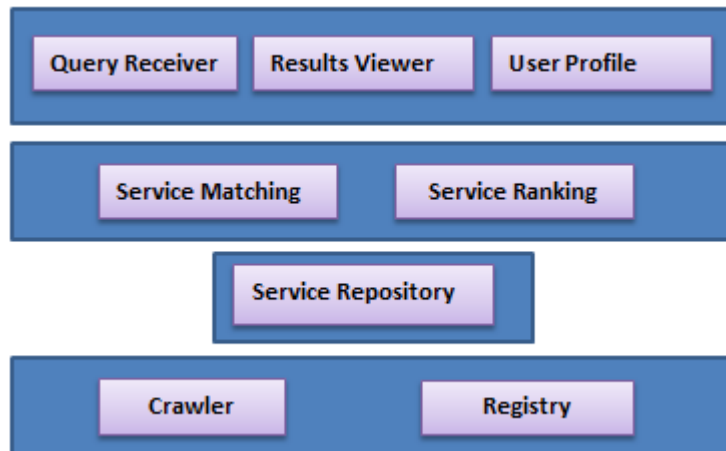 Query Receiver
Results Viewer
User Profile
Service Matching
Service Ranking
Service Repository
Crawler
Registry